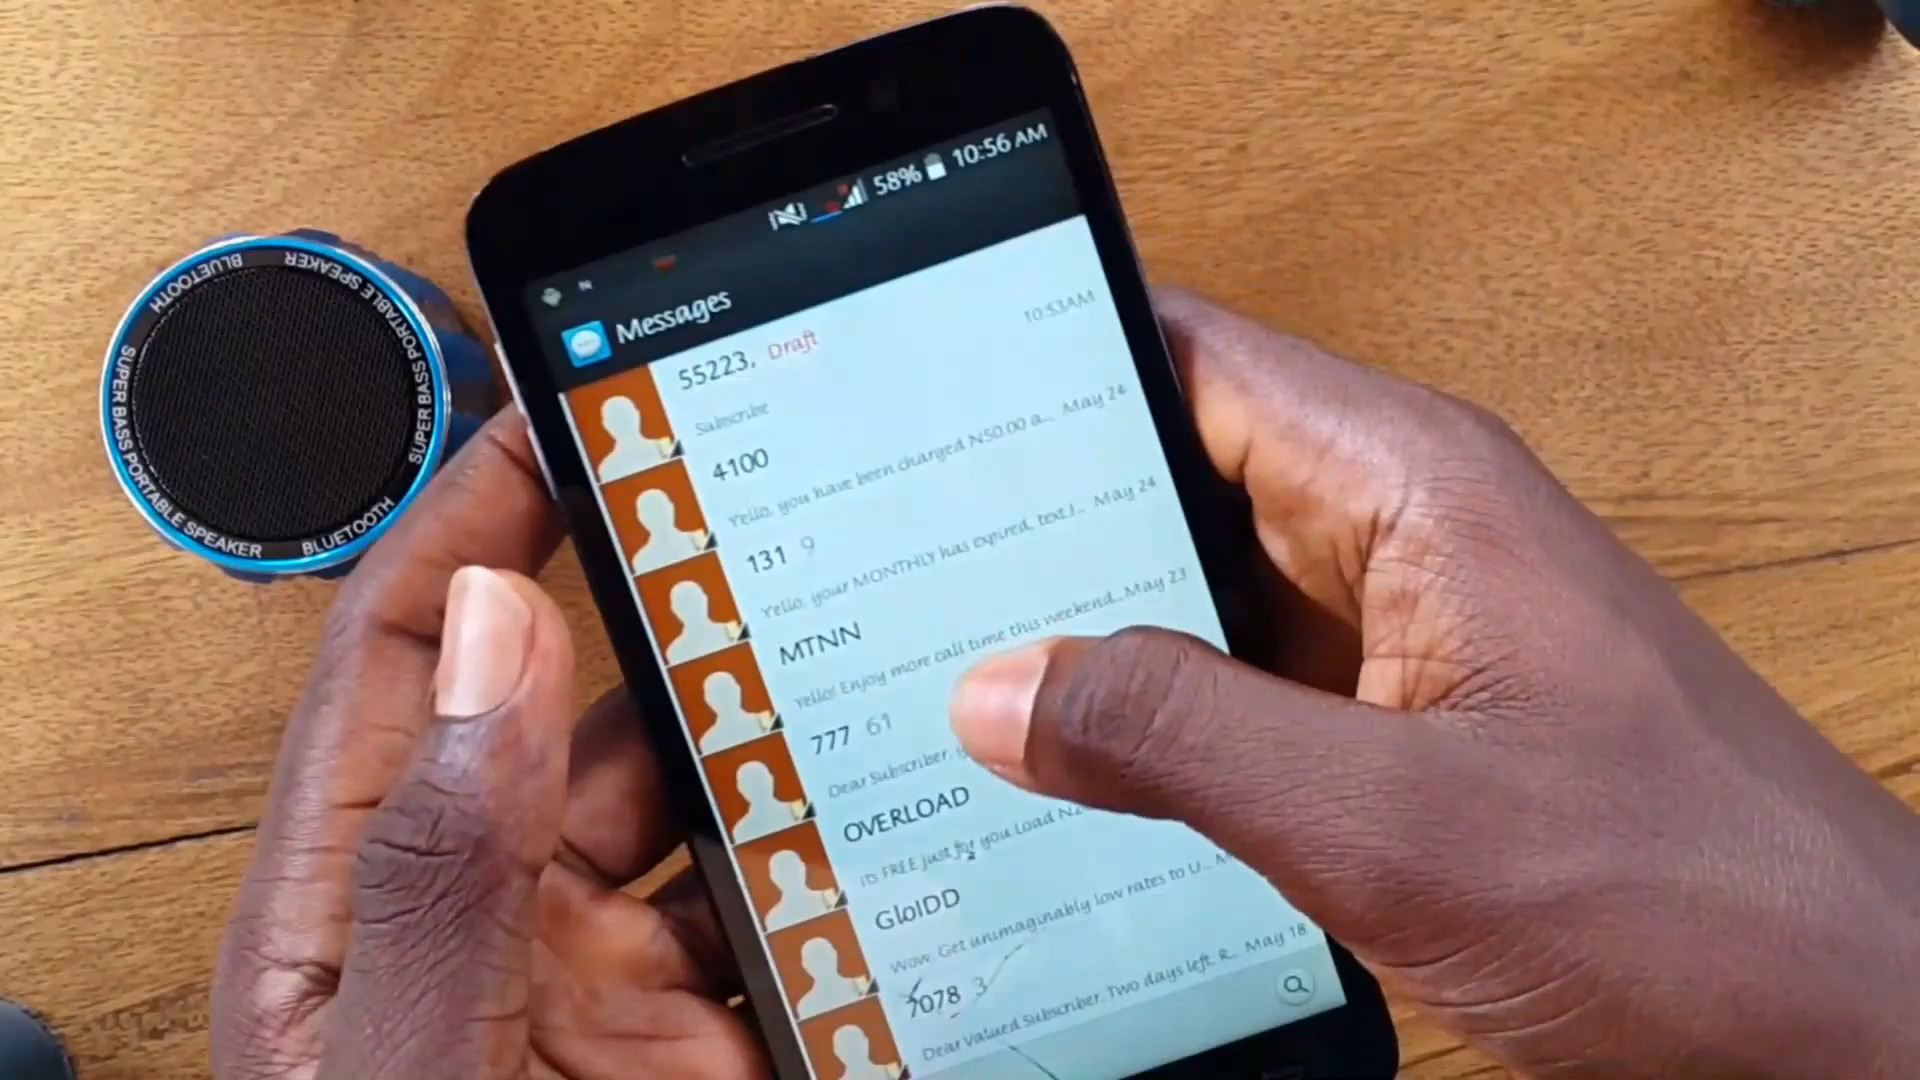 BLUETOOTH
SUPER BASS PORTABLE SPEAKER
BLUETOOTH
SUPER BASS PORTABLE SPEAKER
58% 10:56 AM
Messages
55223, Draft
10:53AM
Subscribe
4100
Yello, you have been charged N50.00 a... May 24
131 9
Yello, your MONTHLY has expired, text ... May 24
MTNN
Yello! Enjoy more call time this weekend...May 23
777 61
Dear Subscriber,
OVERLOAD
its FREE just for you Load
GloIDD
Wow. Get unimaginably low rates to U...
7078 3
Dear Valued Subscriber. Two days left. R... May 18